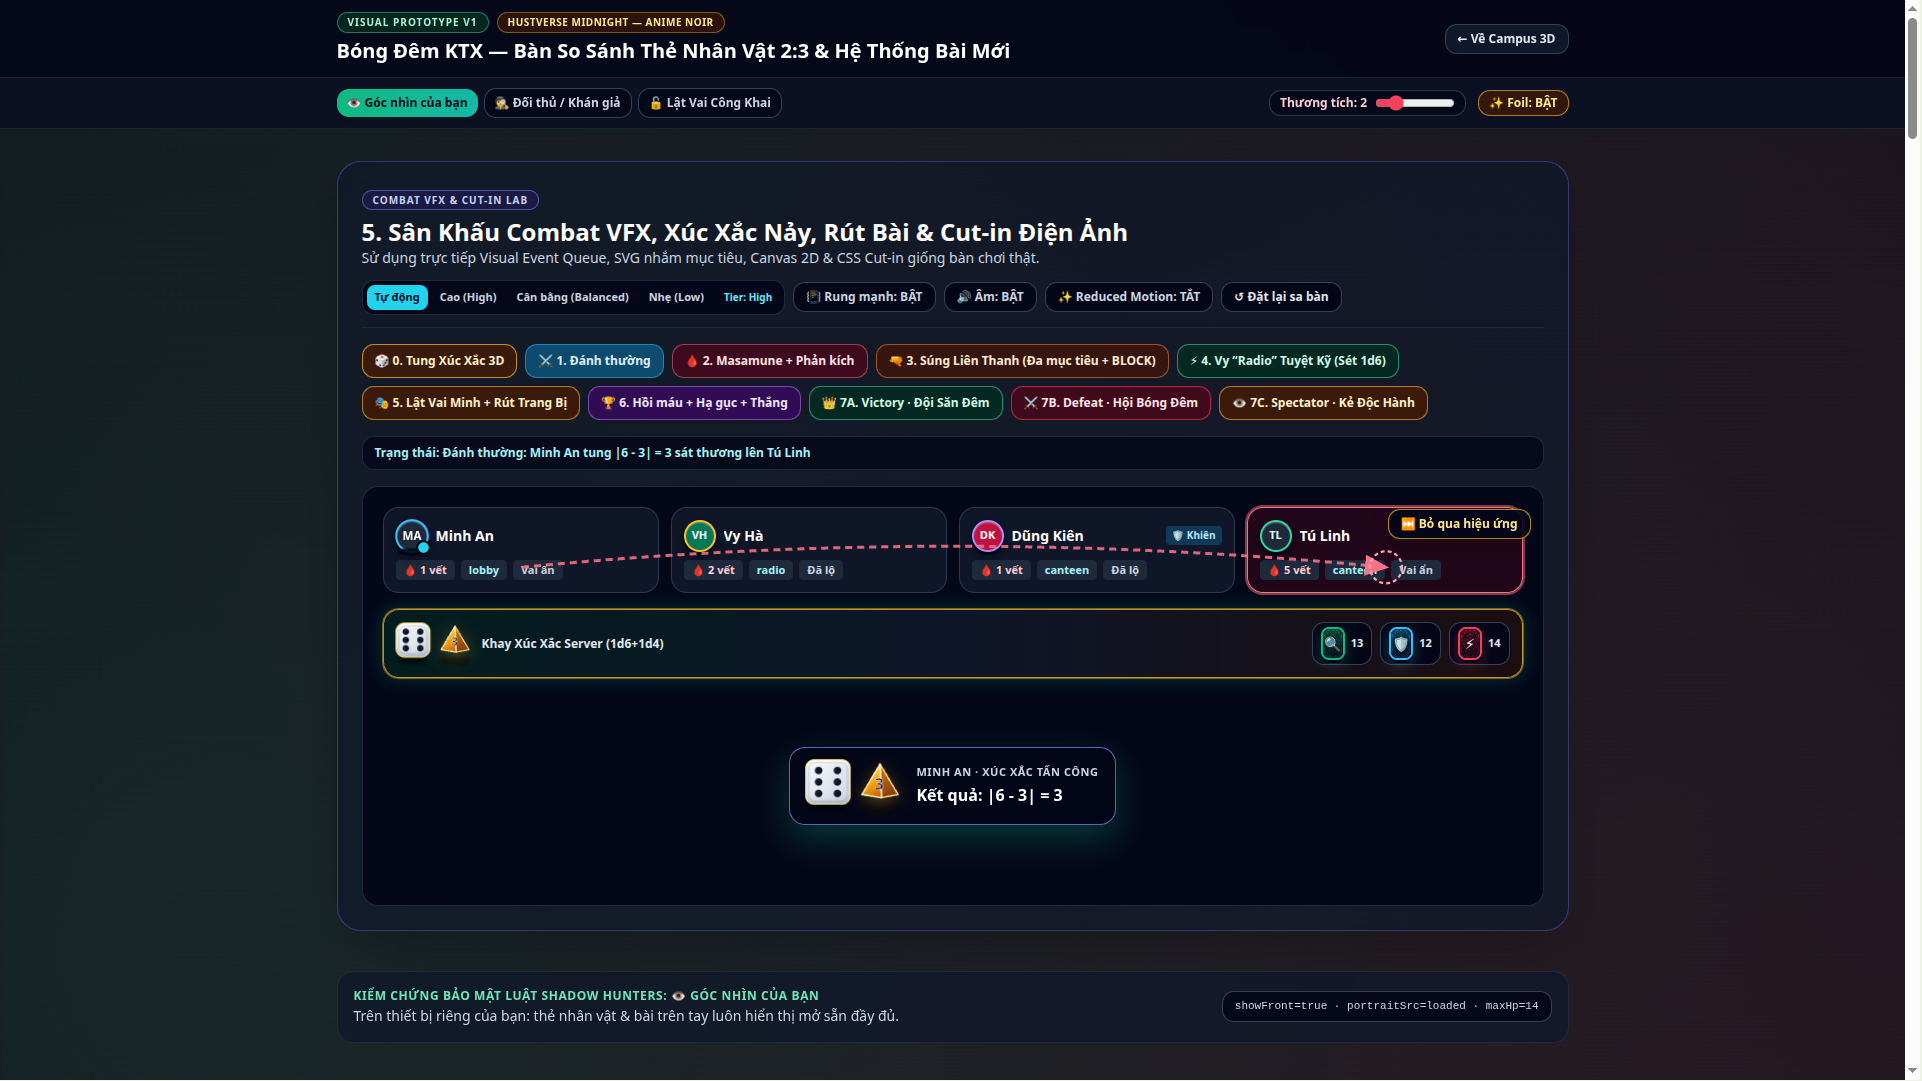 VISUAL PROTOTYPE V1
HUSTVERSE MIDNIGHT — ANIME NOIR
Bóng Đêm KTX — Bàn So Sánh Thẻ Nhân Vật 2:3 & Hệ Thống Bài Mới
← Về Campus 3D
👁️ Góc nhìn của bạn
🕵️ Đối thủ / Khán giả
🔓 Lật Vai Công Khai
Thương tích: 2
✨ Foil: BẬT
COMBAT VFX & CUT-IN LAB
5. Sân Khấu Combat VFX, Xúc Xắc Nảy, Rút Bài & Cut-in Điện Ảnh
Sử dụng trực tiếp Visual Event Queue, SVG nhắm mục tiêu, Canvas 2D & CSS Cut-in giống bàn chơi thật.
Tự động
Cao (High)
Cân bằng (Balanced)
Nhẹ (Low)
Tier: High
📳 Rung mạnh: BẬT
🔊 Âm: BẬT
✨ Reduced Motion: TẮT
↺ Đặt lại sa bàn
🎲 0. Tung Xúc Xắc 3D
⚔️ 1. Đánh thường
🩸 2. Masamune + Phản kích
🔫 3. Súng Liên Thanh (Đa mục tiêu + BLOCK)
⚡ 4. Vy “Radio” Tuyệt Kỹ (Sét 1d6)
🎭 5. Lật Vai Minh + Rút Trang Bị
🏆 6. Hồi máu + Hạ gục + Thắng
👑 7A. Victory · Đội Săn Đêm
⚔️ 7B. Defeat · Hội Bóng Đêm
👁️ 7C. Spectator · Kẻ Độc Hành
Trạng thái: Đánh thường: Minh An tung |6 - 3| = 3 sát thương lên Tú Linh
MA
Minh An
🩸 1 vết
lobby
Vai ẩn
VH
Vy Hà
🩸 2 vết
radio
Đã lộ
DK
Dũng Kiên
🛡️ Khiên
🩸 1 vết
canteen
Đã lộ
TL
Tú Linh
⏩ Bỏ qua hiệu ứng
🩸 5 vết
canteen
Vai ẩn
3
Khay Xúc Xắc Server (1d6+1d4)
13
12
14
3
MINH AN · XÚC XẮC TẤN CÔNG
Kết quả: |6 - 3| = 3
KIỂM CHỨNG BẢO MẬT LUẬT SHADOW HUNTERS: 👁️ GÓC NHÌN CỦA BẠN
Trên thiết bị riêng của bạn: thẻ nhân vật & bài trên tay luôn hiển thị mở sẵn đầy đủ.
showFront=true · portraitSrc=loaded · maxHp=14